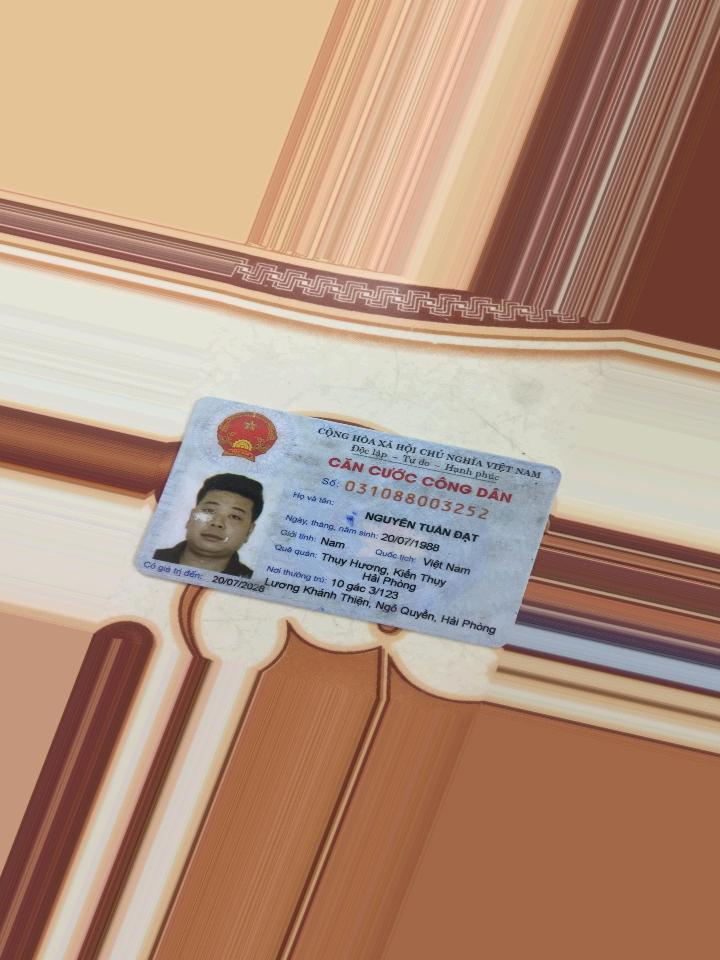 CỘNG HÒA XÃ HỘI CHỦ NGHĨA VIỆT NAM
Độc lập - Tự do - Hạnh phúc
CĂN CƯỚC CÔNG DÂN
Số: 031088003252
Họ và tên: NGUYỄN TUẤN ĐẠT
Ngày, tháng, năm sinh: 20/07/1988
Giới tính: Nam Quốc tịch: Việt Nam
Quê quán: Thụy Hương, Kiến Thụy
Hải Phòng
Nơi thường trú: 10 gác 3/123
Lương Khánh Thiện, Ngô Quyền, Hải Phòng
Có giá trị đến: 20/07/2028